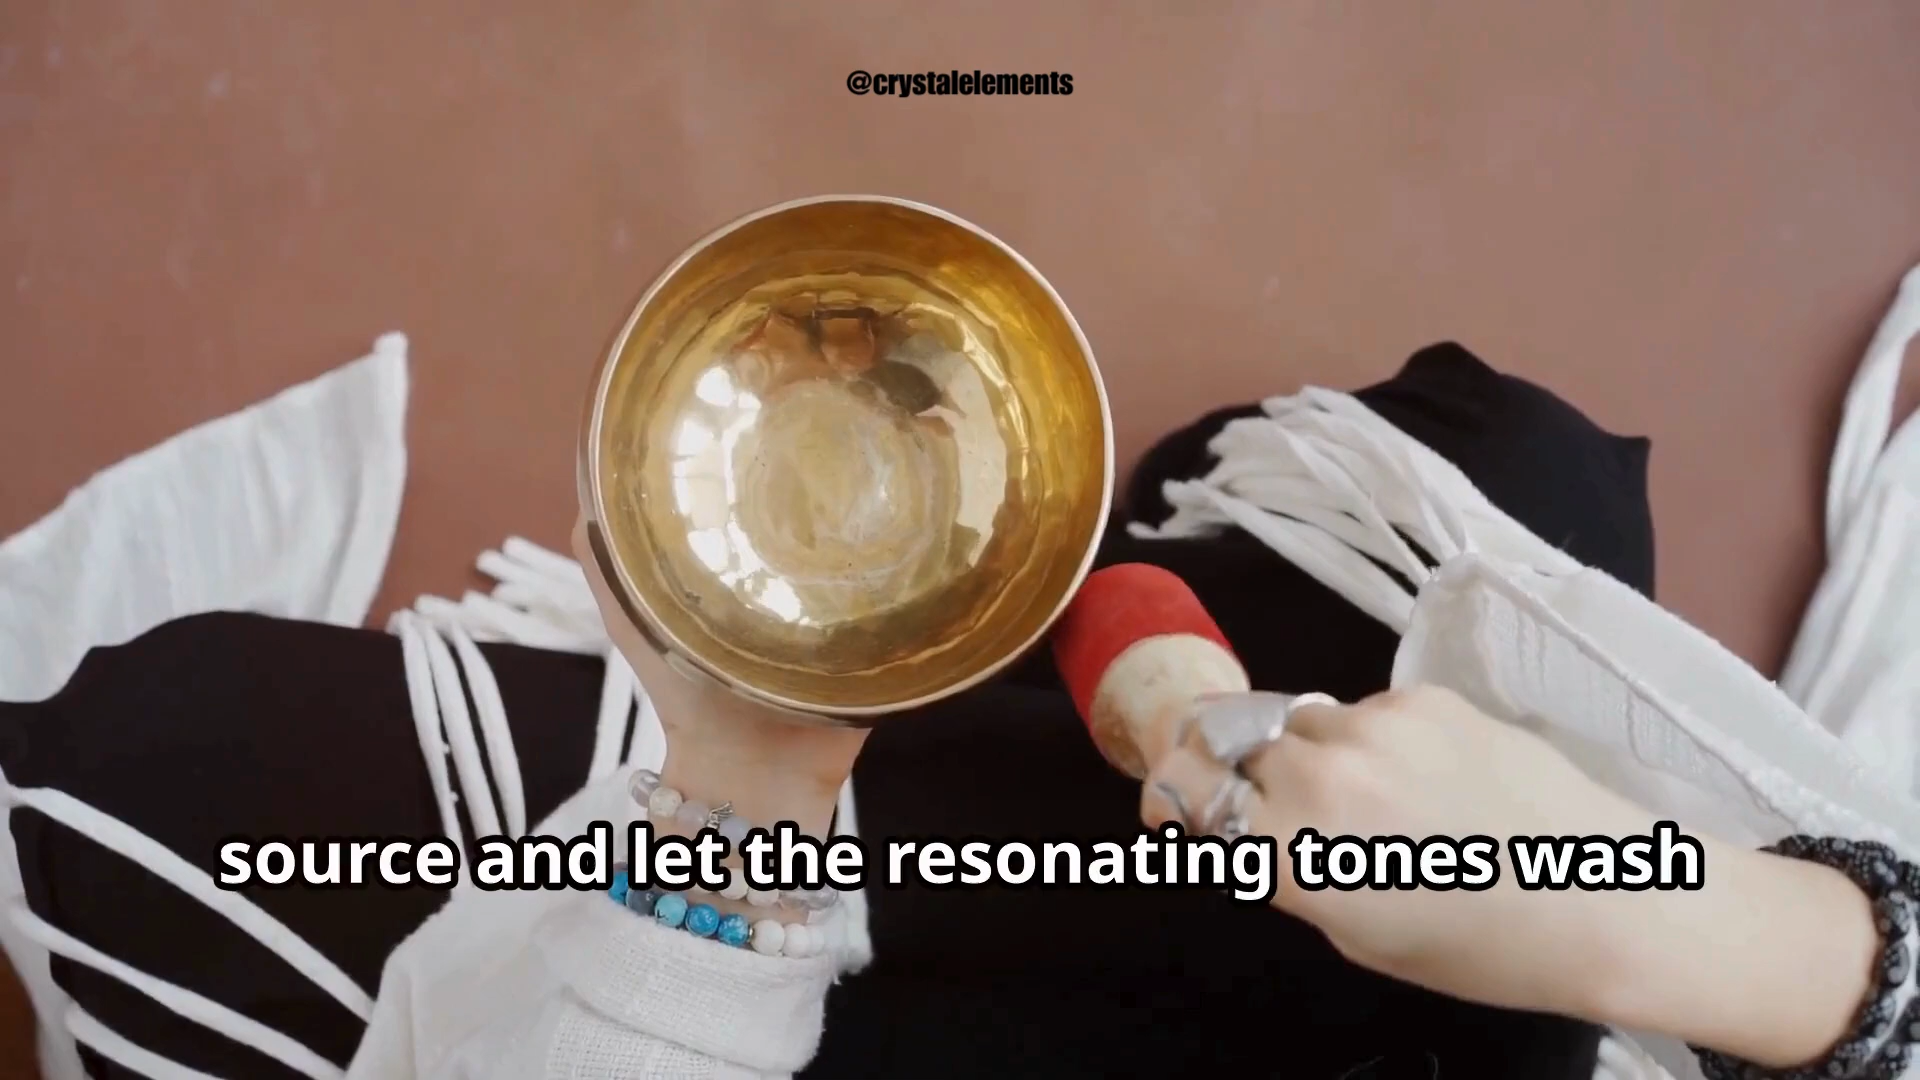 @crystalelements
source and let the resonating tones wash